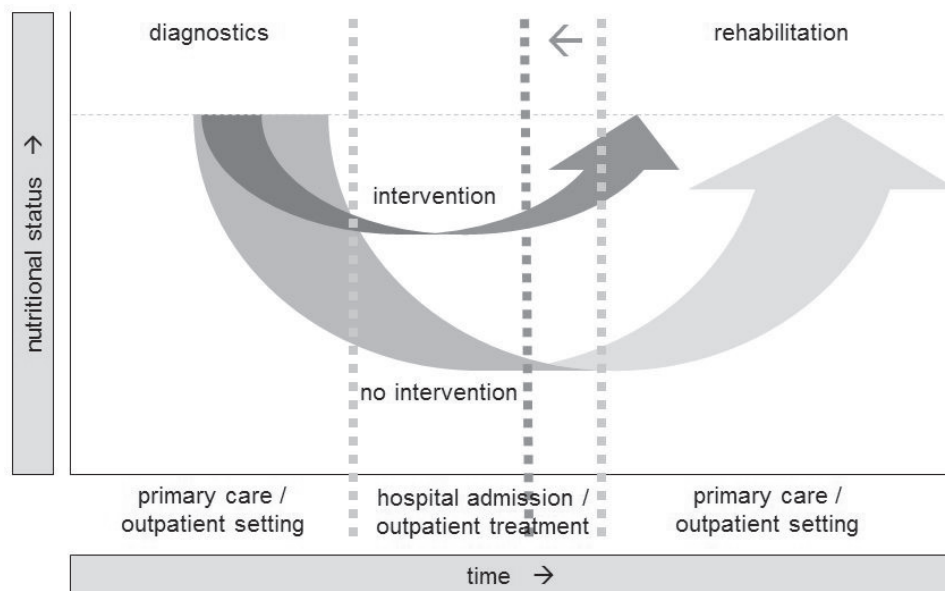 diagnostics
←
rehabilitation
nutritional status →
intervention
no intervention
primary care /
outpatient setting
hospital admission /
outpatient treatment
primary care /
outpatient setting
time →